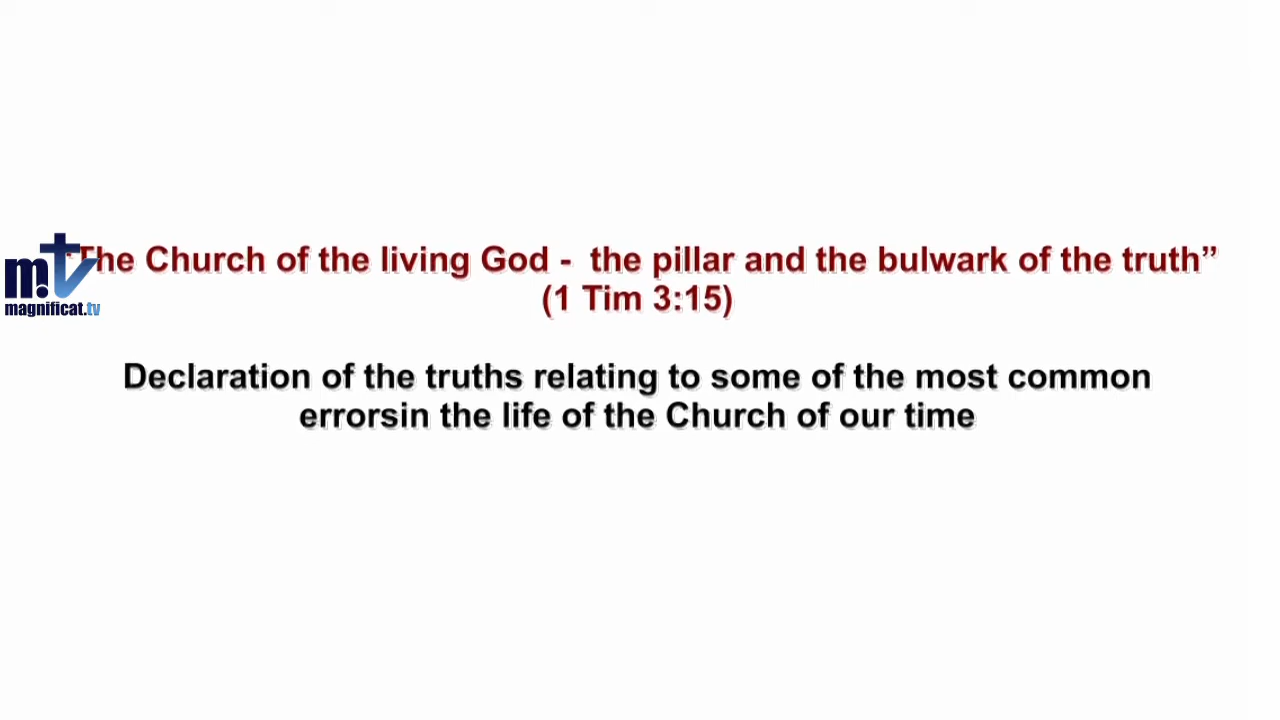 “The Church of the living God -  the pillar and the bulwark of the truth”
(1 Tim 3:15)
mtv
magnificat.tv
Declaration of the truths relating to some of the most common
errorsin the life of the Church of our time